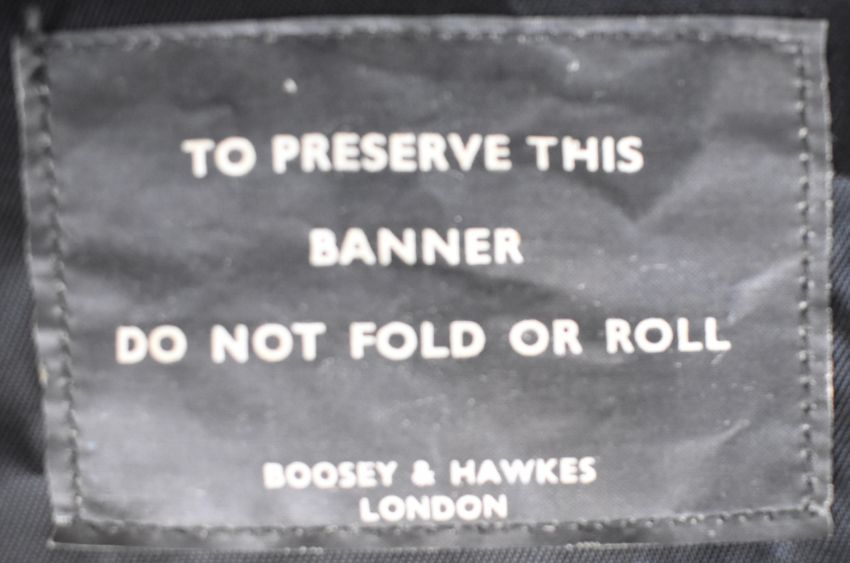 TO PRESERVE THIS
BANNER
DO NOT FOLD OR ROLL
BOOSEY & HAWKES
LONDON